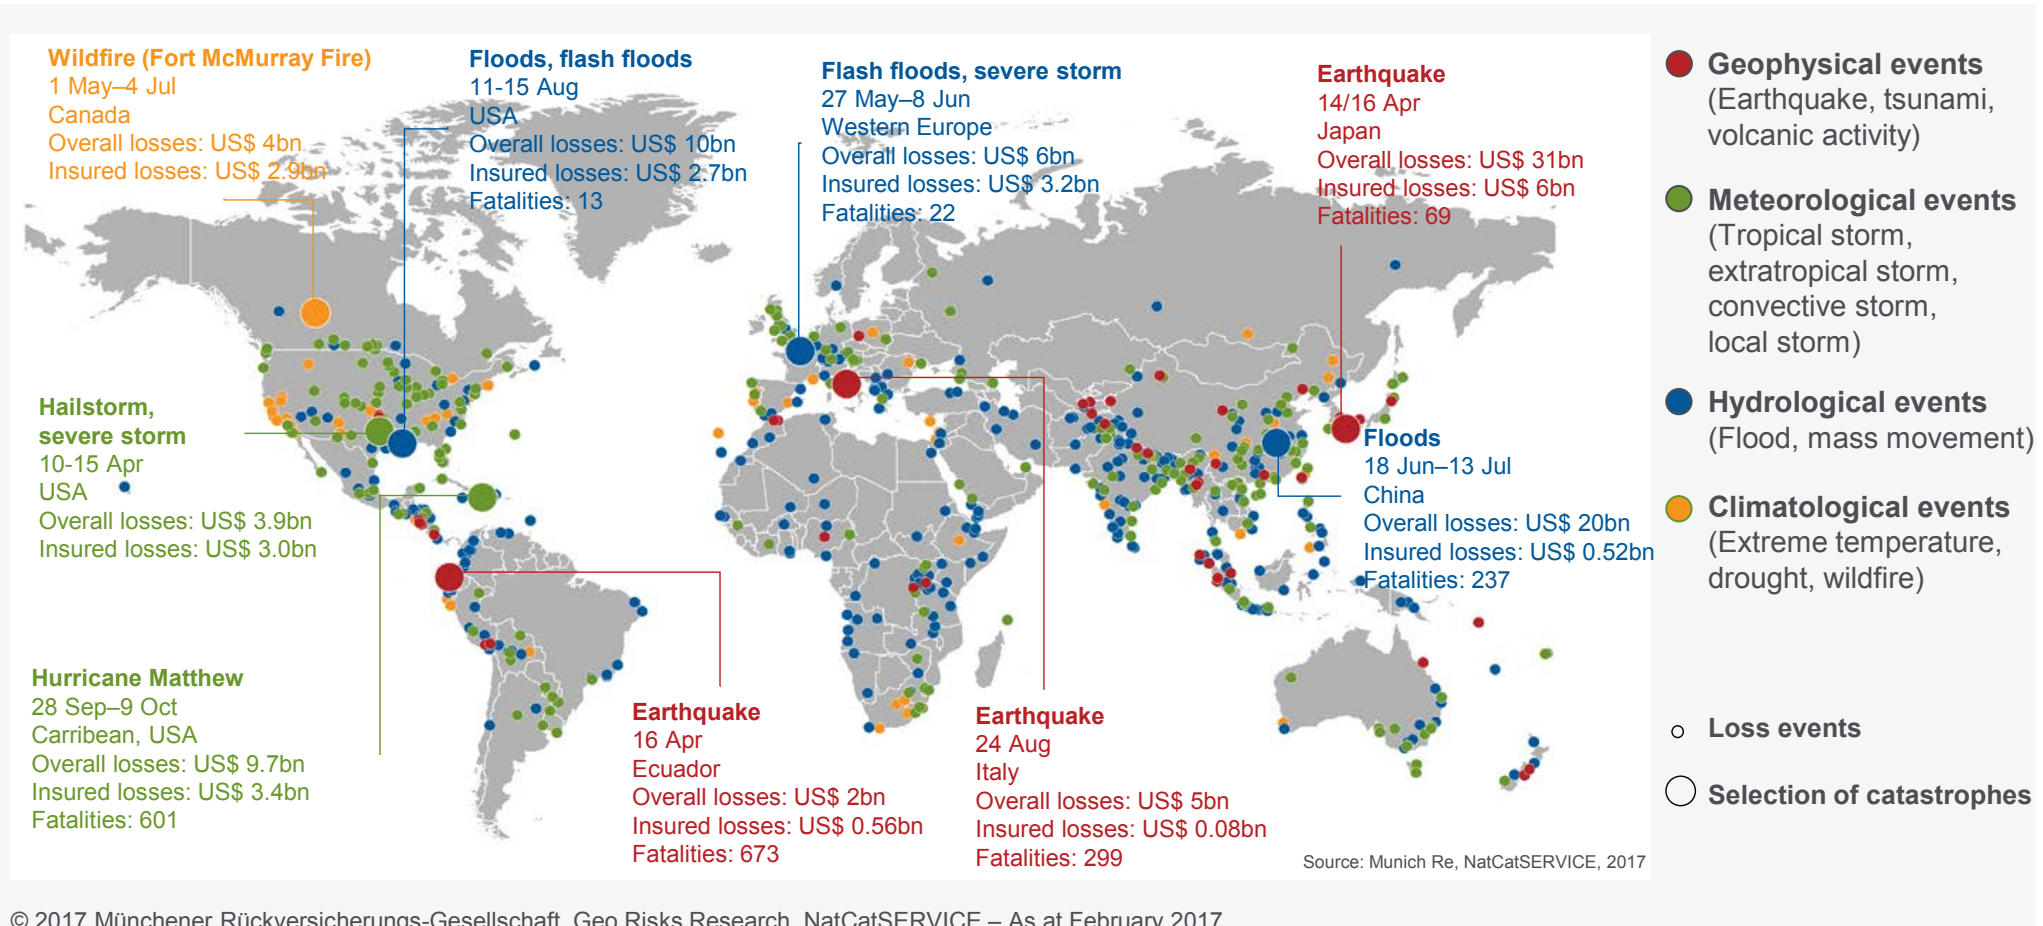 Wildfire (Fort McMurray Fire)
1 May–4 Jul
Canada
Overall losses: US$ 4bn
Insured losses: US$ 2.9bn
Floods, flash floods
11-15 Aug
USA
Overall losses: US$ 10bn
Insured losses: US$ 2.7bn
Fatalities: 13
Flash floods, severe storm
27 May–8 Jun
Western Europe
Overall losses: US$ 6bn
Insured losses: US$ 3.2bn
Fatalities: 22
Earthquake
14/16 Apr
Japan
Overall losses: US$ 31bn
Insured losses: US$ 6bn
Fatalities: 69
Hailstorm,
severe storm
10-15 Apr
USA
Overall losses: US$ 3.9bn
Insured losses: US$ 3.0bn
Floods
18 Jun–13 Jul
China
Overall losses: US$ 20bn
Insured losses: US$ 0.52bn
Fatalities: 237
Hurricane Matthew
28 Sep–9 Oct
Carribean, USA
Overall losses: US$ 9.7bn
Insured losses: US$ 3.4bn
Fatalities: 601
Earthquake
16 Apr
Ecuador
Overall losses: US$ 2bn
Insured losses: US$ 0.56bn
Fatalities: 673
Earthquake
24 Aug
Italy
Overall losses: US$ 5bn
Insured losses: US$ 0.08bn
Fatalities: 299
Source: Munich Re, NatCatSERVICE, 2017
Geophysical events
(Earthquake, tsunami,
volcanic activity)
Meteorological events
(Tropical storm,
extratropical storm,
convective storm,
local storm)
Hydrological events
(Flood, mass movement)
Climatological events
(Extreme temperature,
drought, wildfire)
Loss events
Selection of catastrophes
© 2017 Münchener Rückversicherungs-Gesellschaft, Geo Risks Research, NatCatSERVICE – As at February 2017